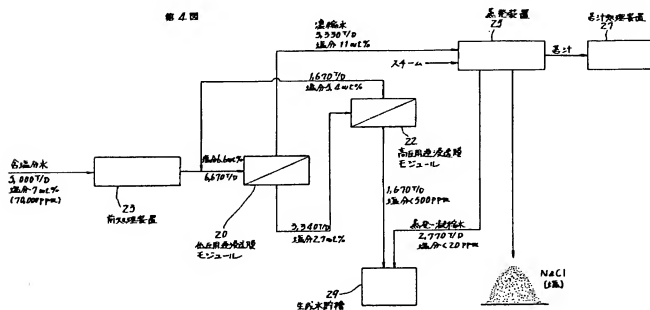 第4図
濃縮水
3,330T/D
塩分11wt%
蒸発装置
25
苦汁
苦汁処理装置
27
スチーム
1,670T/D
塩分5.4wt%
22
高圧用逆浸透膜
モジュール
含塩分水
5,000T/D
塩分7wt%
(70,000ppm)
23
前処理装置
塩分6.6wt%
6,670T/D
20
低圧用逆浸透膜
モジュール
3,340T/D
塩分2.7wt%
1,670T/D
塩分<500ppm
蒸発-凝縮水
2,770T/D
塩分<20ppm
29
生成水貯槽
NaCl
(塩)